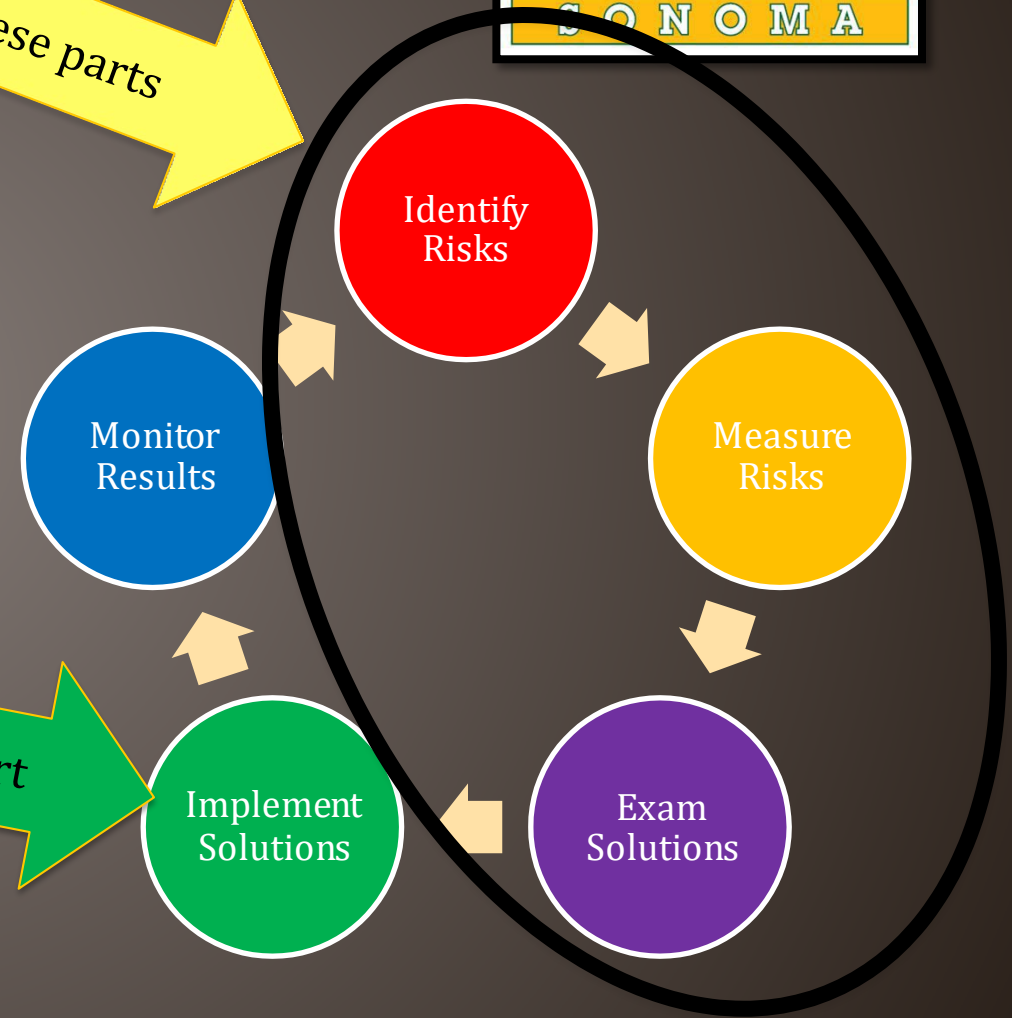 SONOMA
ese parts
Identify
Risks
Monitor
Results
Measure
Risks
rt
Implement
Solutions
Exam
Solutions